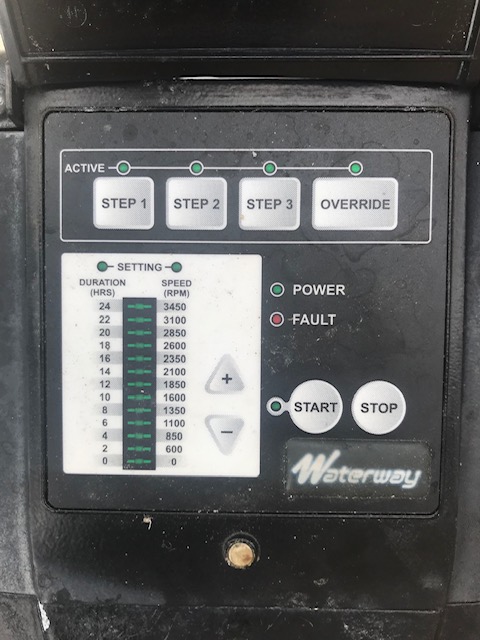 ACTIVE
STEP 1 STEP 2 STEP 3 OVERRIDE
SETTING
DURATION (HRS) SPEED (RPM)
24 3450
22 3100
20 2850
18 2600
16 2350
14 2100
12 1850
10 1600
8 1350
6 1100
4 850
2 600
0 0
+
−
POWER
FAULT
START STOP
Waterway